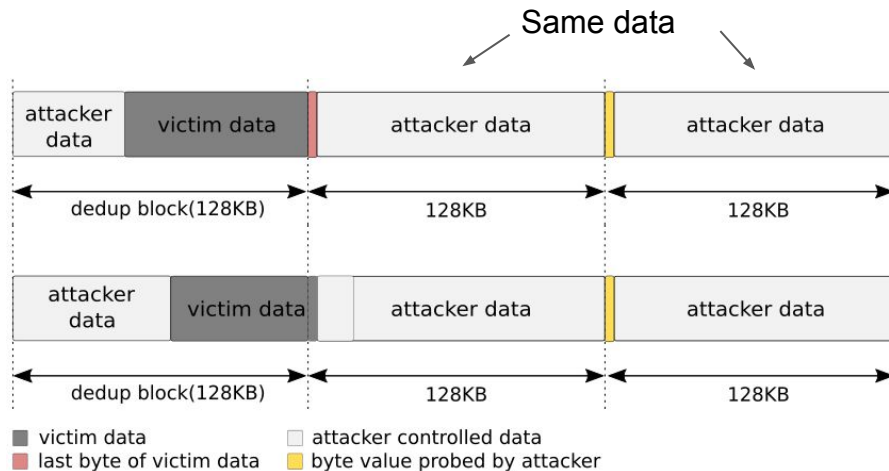 Same data
attacker
data
victim data
attacker data
attacker data
dedup block(128KB)
128KB
128KB
attacker
data
victim data
attacker data
attacker data
dedup block(128KB)
128KB
128KB
victim data
attacker controlled data
last byte of victim data
byte value probed by attacker